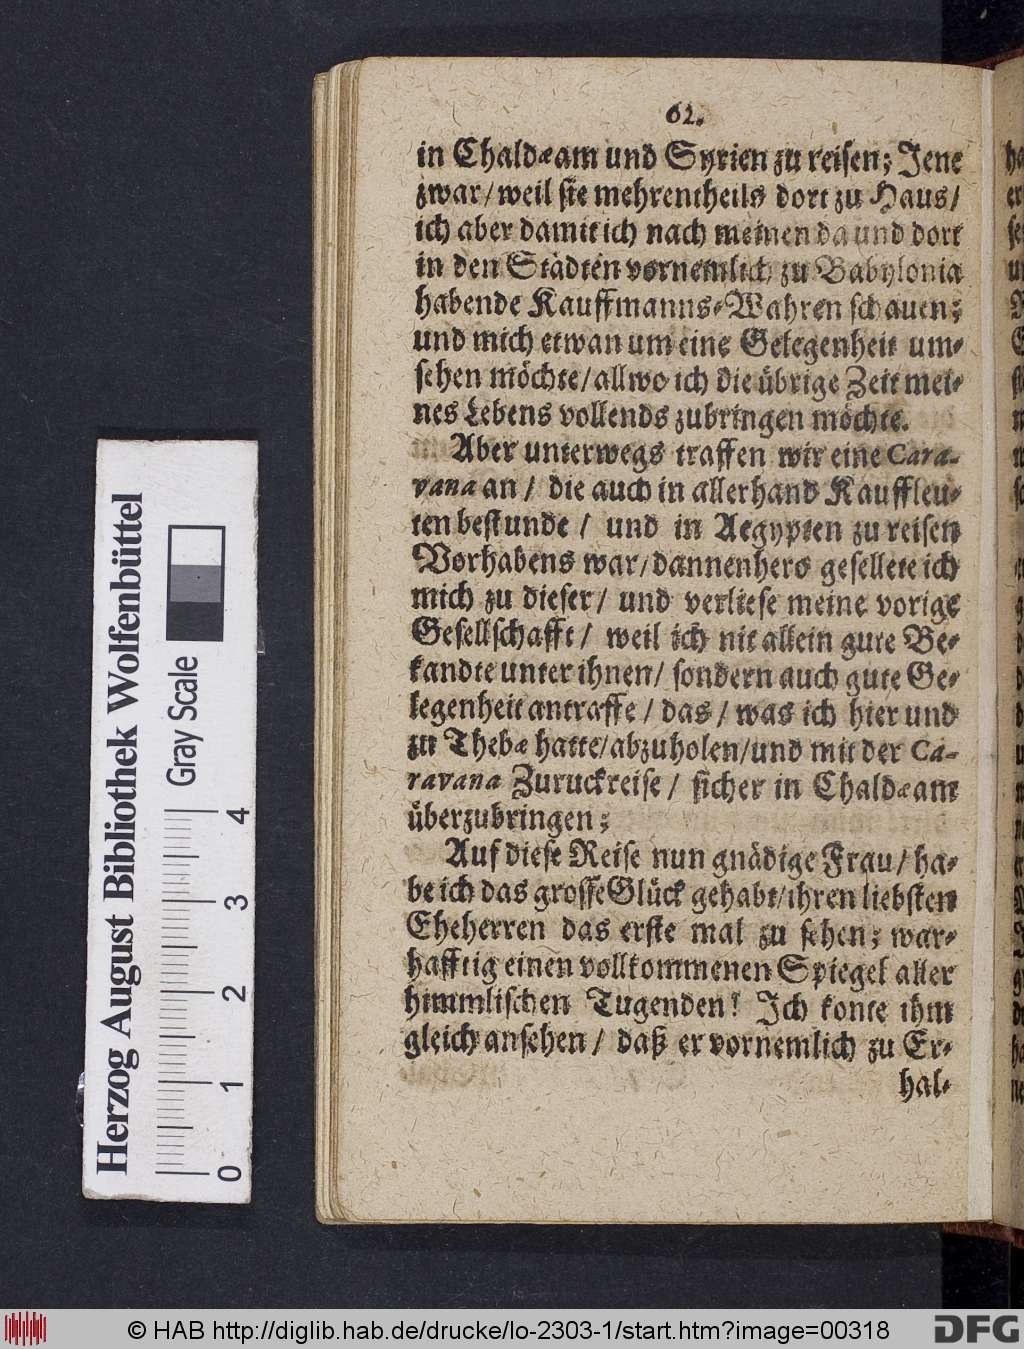 62.
in Chaldæam und Syrien zu reisen; Jene
zwar/ weil sie mehrentheils dort zu Haus/
ich aber damit ich nach meinen da und dort
in den Städten vornemlich zu Babylonia
habende Kauffmanns-Wahren schauen;
und mich etwan um eine Gelegenheit um-
sehen möchte/ allwo ich die übrige Zeit mei-
nes Lebens vollends zubringen möchte.
Aber unterwegs traffen wir eine Cara-
vana an/ die auch in allerhand Kauffleu-
ten bestunde/ und in Aegypten zu reisen
Vorhabens war/ dannenhero gesellete ich
mich zu dieser/ und verliese meine vorige
Gesellschafft/ weil ich nit allein gute Be-
kandte unter ihnen/ sondern auch gute Ge-
legenheit antraffe/ das/ was ich hier und
zu Thebæ hatte/ abzuholen/ und mit der Ca-
ravana Zuruckreise/ sicher in Chaldæam
überzubringen;
Auf diese Reise nun gnädige Frau/ ha-
be ich das grosse Glück gehabt/ ihren liebsten
Eheherren das erste mal zu sehen; war-
hafftig einen vollkommenen Spiegel aller
himmlischen Tugenden! Ich konte ihm
gleich ansehen/ daß er vornemlich zu Er-
hal-
Herzog August Bibliothek Wolfenbüttel
Gray Scale
0 1 2 3 4
© HAB http://diglib.hab.de/drucke/lo-2303-1/start.htm?image=00318
DFG